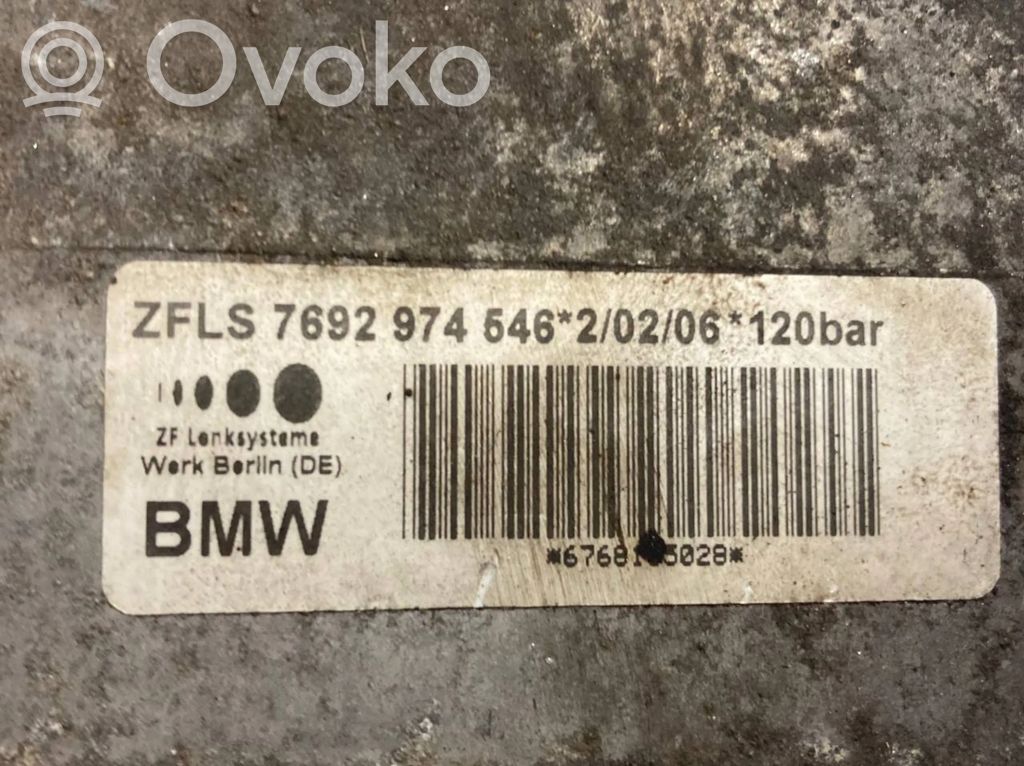 Ovoko
ZFLS 7692 974 546*2/02/06*120bar
ZF Lenksysteme
Werk Berlin (DE)
BMW